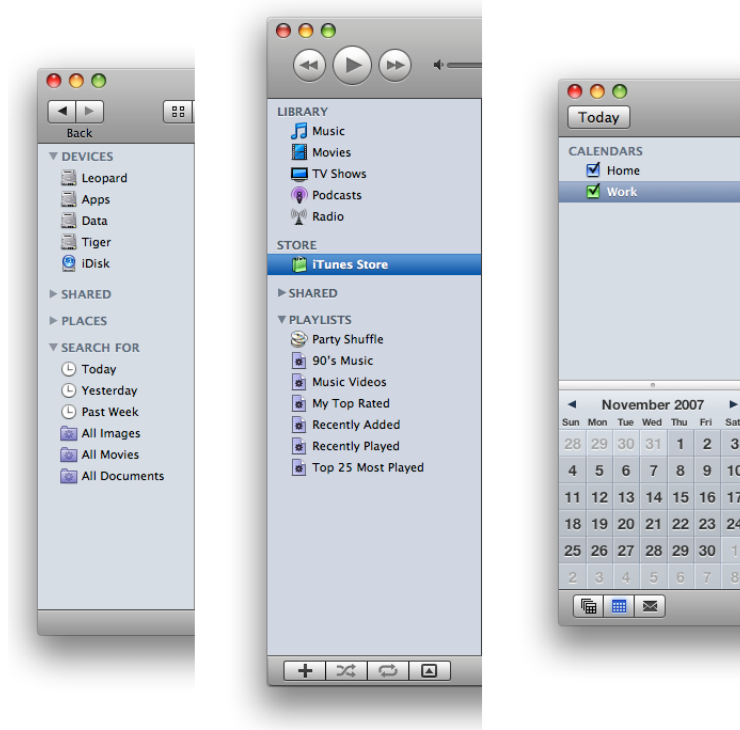 Back
DEVICES
Leopard
Apps
Data
Tiger
iDisk
SHARED
PLACES
SEARCH FOR
Today
Yesterday
Past Week
All Images
All Movies
All Documents
LIBRARY
Music
Movies
TV Shows
Podcasts
Radio
STORE
iTunes Store
SHARED
PLAYLISTS
Party Shuffle
90's Music
Music Videos
My Top Rated
Recently Added
Recently Played
Top 25 Most Played
Today
CALENDARS
Home
Work
November 2007
Sun Mon Tue Wed Thu Fri Sat
28 29 30 31 1 2 3
4 5 6 7 8 9 10
11 12 13 14 15 16 17
18 19 20 21 22 23 24
25 26 27 28 29 30 1
2 3 4 5 6 7 8